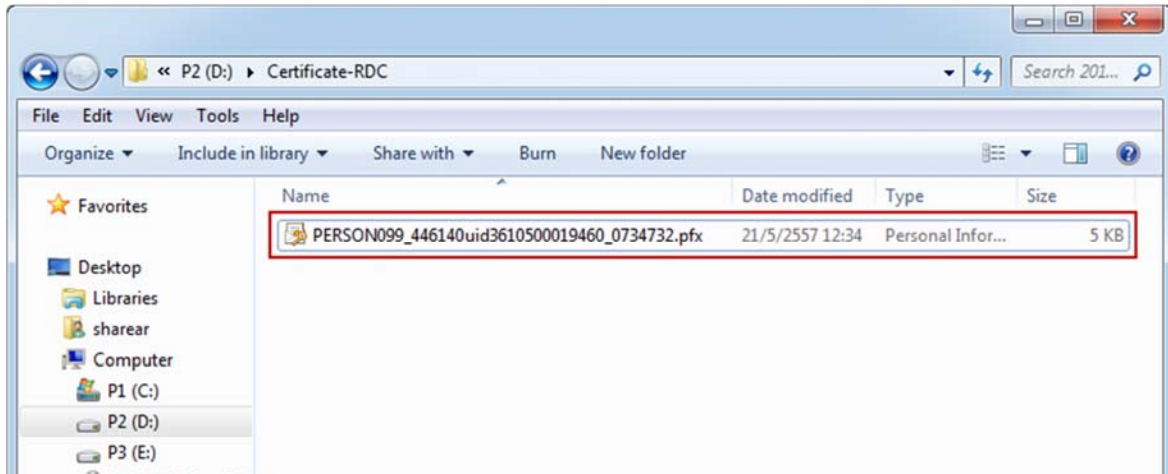 « P2 (D:) ▸ Certificate-RDC Search 201...
File Edit View Tools Help
Organize Include in library Share with Burn New folder
Name Date modified Type Size
Favorites
PERSON099_446140uid3610500019460_0734732.pfx 21/5/2557 12:34 Personal Infor... 5 KB
Desktop
Libraries
sharear
Computer
P1 (C:)
P2 (D:)
P3 (E:)